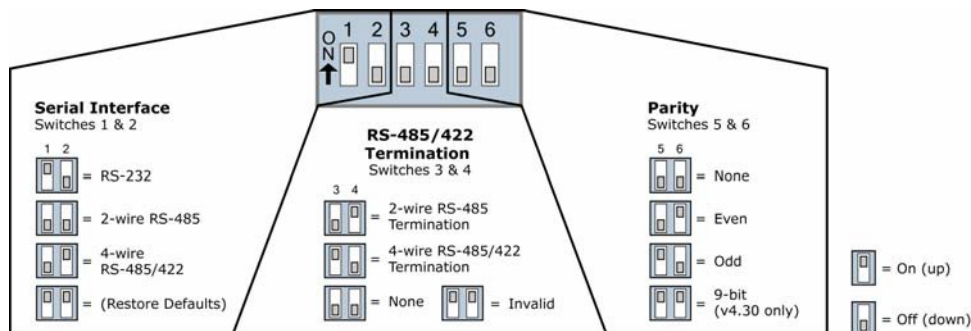 ON
1 2 3 4 5 6
Serial Interface
Switches 1 & 2
1 2
= RS-232
= 2-wire RS-485
= 4-wire
RS-485/422
= (Restore Defaults)
RS-485/422
Termination
Switches 3 & 4
3 4
= 2-wire RS-485
Termination
= 4-wire RS-485/422
Termination
= None
= Invalid
Parity
Switches 5 & 6
5 6
= None
= Even
= Odd
= 9-bit
(v4.30 only)
= On (up)
= Off (down)